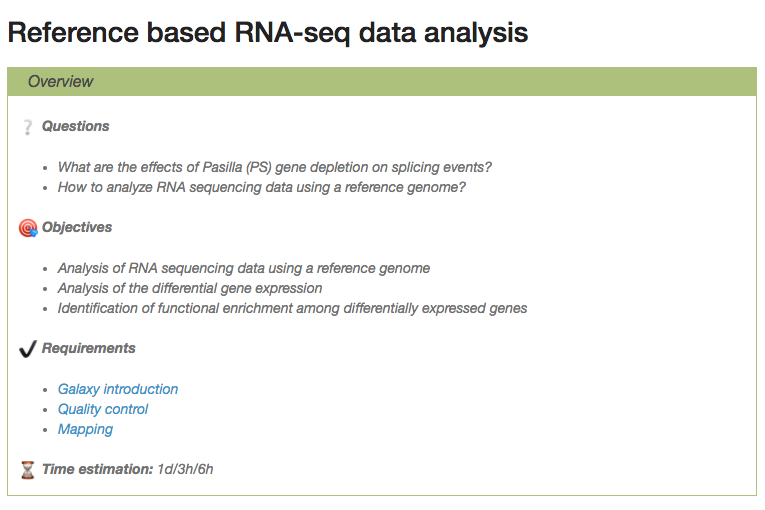 Reference based RNA-seq data analysis
Overview
Questions
What are the effects of Pasilla (PS) gene depletion on splicing events?
How to analyze RNA sequencing data using a reference genome?
Objectives
Analysis of RNA sequencing data using a reference genome
Analysis of the differential gene expression
Identification of functional enrichment among differentially expressed genes
Requirements
Galaxy introduction
Quality control
Mapping
Time estimation: 1d/3h/6h